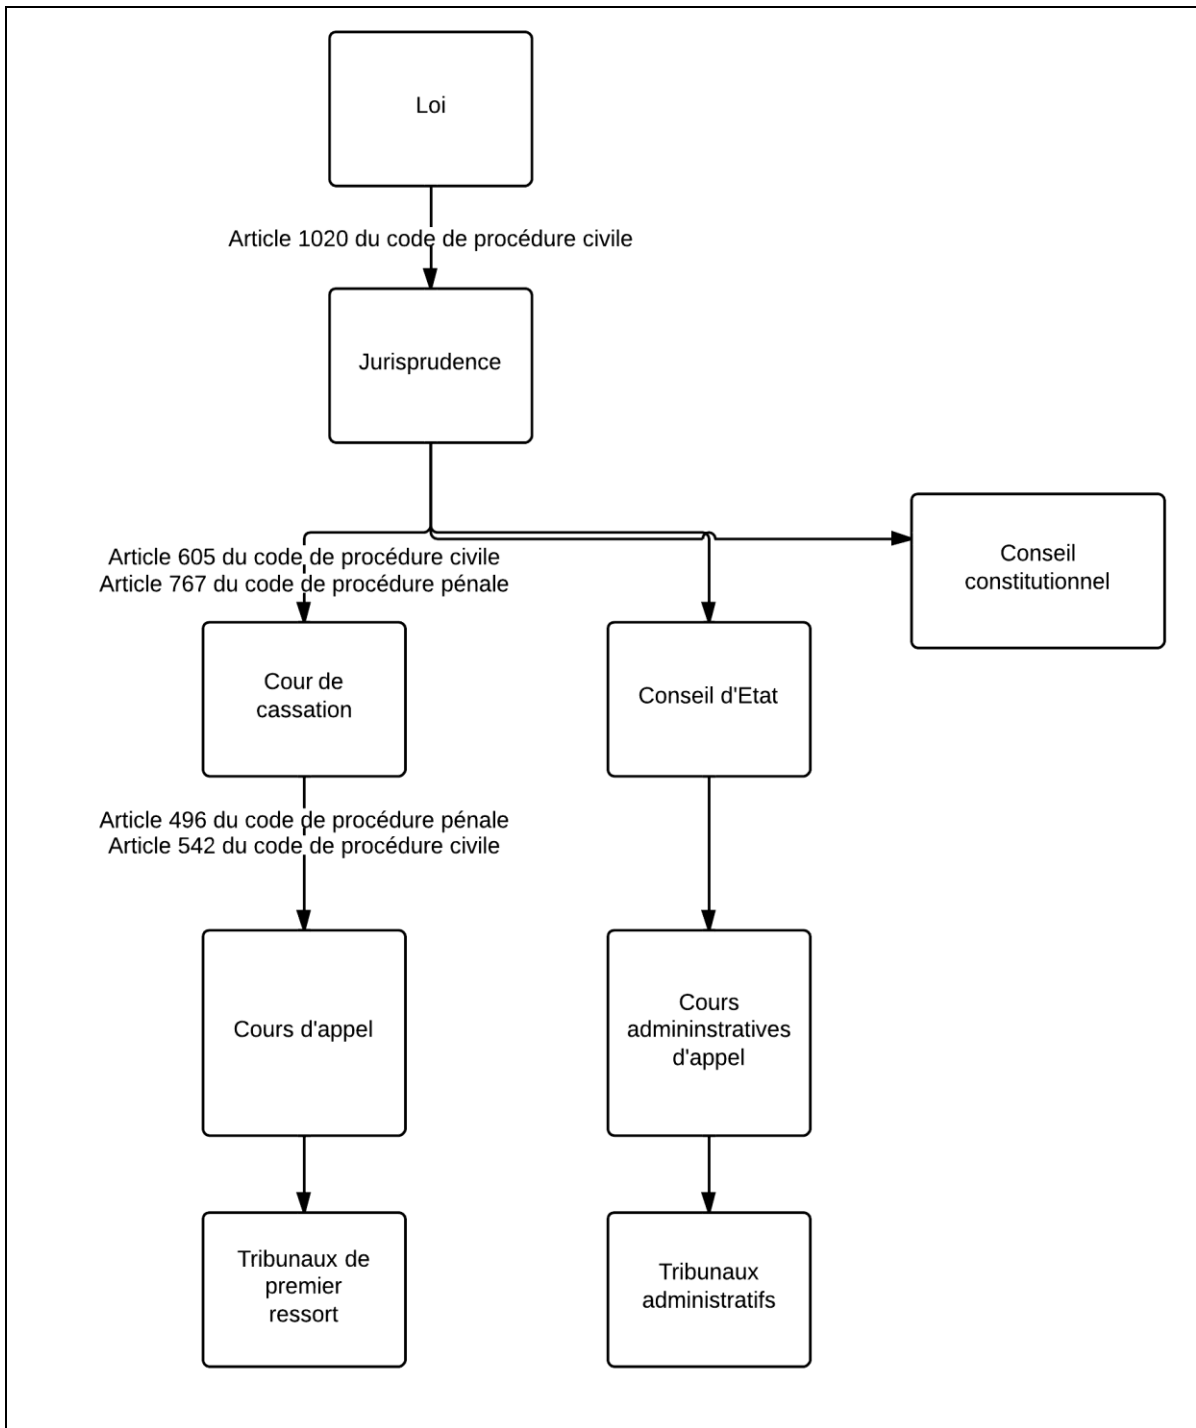 Loi
Article 1020 du code de procédure civile
Jurisprudence
Article 605 du code de procédure civile
Article 767 du code de procédure pénale
Conseil
constitutionnel
Cour de
cassation
Conseil d'Etat
Article 496 du code de procédure pénale
Article 542 du code de procédure civile
Cours d'appel
Cours
admininstratives
d'appel
Tribunaux de
premier
ressort
Tribunaux
administratifs